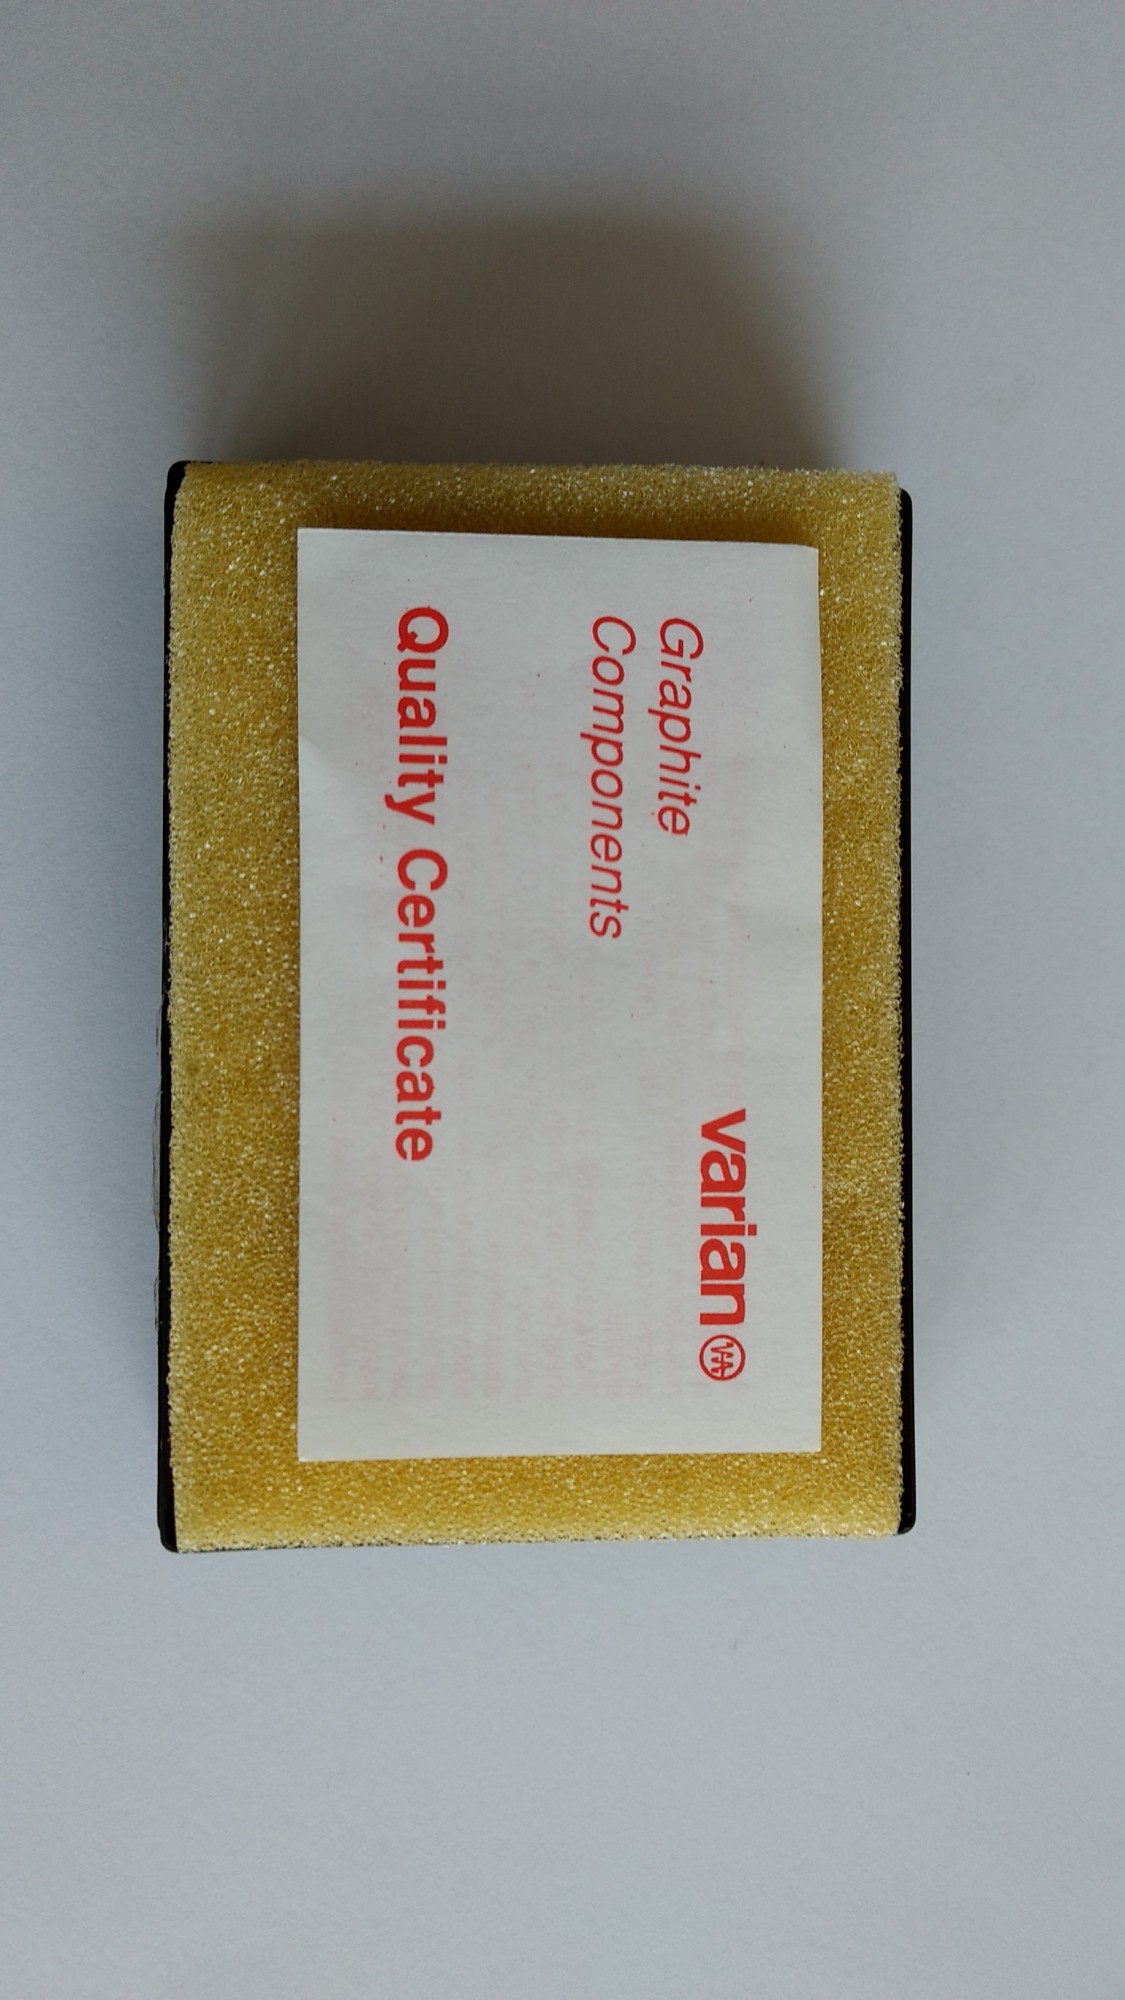 varian
Graphite
Components
Quality Certificate